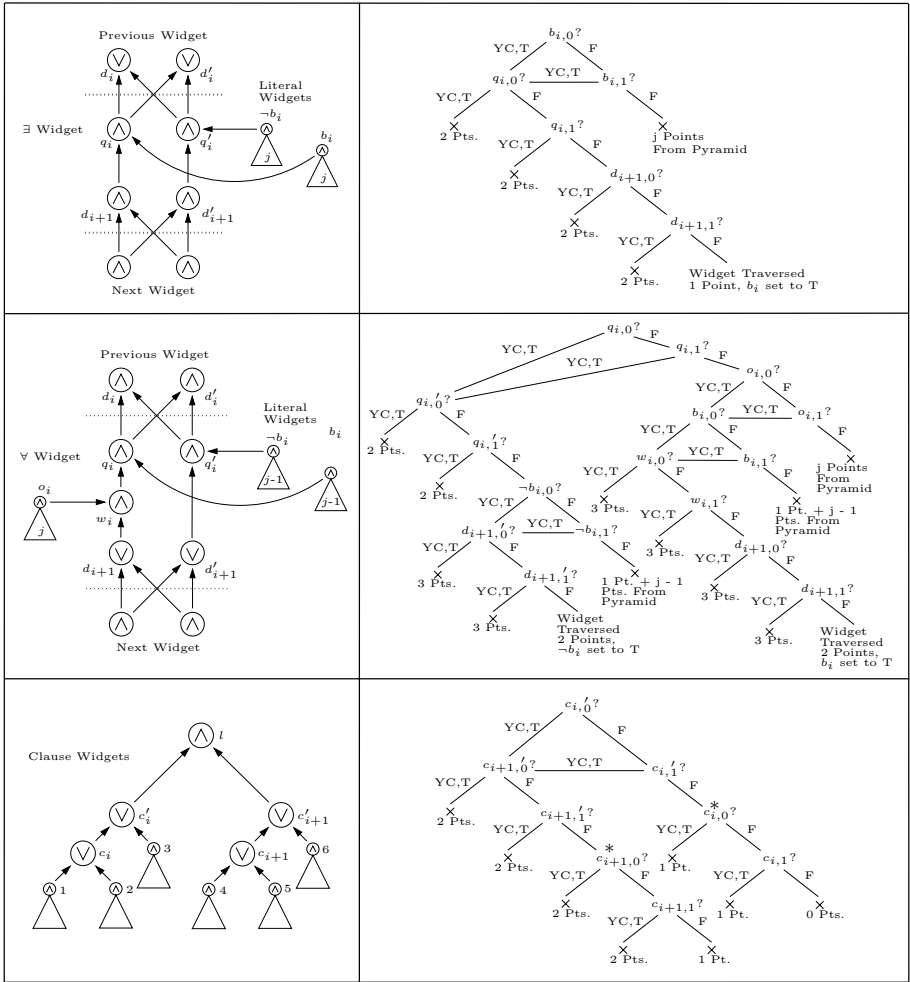 Previous Widget
∨ ∨
d_i d'_i
Literal
Widgets
∃ Widget
∧ ∧ ¬b_i
q_i q'_i ∧ b_i
j ∧
j
∧ ∧
d_{i+1} d'_{i+1}
∧ ∧
Next Widget
b_{i,0}?
YC,T F
q_{i,0}? YC,T b_{i,1}?
YC,T F F
× 2 Pts.
q_{i,1}?
× j Points
From Pyramid
YC,T F
× 2 Pts.
d_{i+1,0}?
YC,T F
× 2 Pts.
d_{i+1,1}?
YC,T F
× 2 Pts.
Widget Traversed
1 Point, b_i set to T
Previous Widget
∧ ∧
d_i d'_i
Literal
Widgets
∀ Widget
∧ ∧ ¬b_i b_i
q_i q'_i ∧ ∧
j-1 j-1
o_i
∧ ∧
j w_i
∨ ∨
d_{i+1} d'_{i+1}
∧ ∧
Next Widget
q_{i,0}?
YC,T F
q_{i,1}?
YC,T F
q_{i,0}'?
o_{i,0}?
YC,T F YC,T F
× 2 Pts.
q_{i,1}'?
b_{i,0}? YC,T o_{i,1}?
YC,T F YC,T F F
× 2 Pts.
¬b_{i,0}?
w_{i,0}? YC,T b_{i,1}?
× j Points
From
Pyramid
YC,T F YC,T F F
d_{i+1,0}'? YC,T ¬b_{i,1}?
× 3 Pts.
w_{i,1}?
× 1 Pt. + j - 1
Pts. From
Pyramid
YC,T F F YC,T F
× 3 Pts.
d_{i+1,1}'?
× 1 Pt. + j - 1
Pts. From
Pyramid
× 3 Pts.
d_{i+1,0}?
YC,T F YC,T F
× 3 Pts.
Widget
Traversed
2 Points,
¬b_i set to T
× 3 Pts.
d_{i+1,1}?
YC,T F
× 3 Pts.
Widget
Traversed
2 Points,
b_i set to T
Clause Widgets
∧ l
∨ c'_i ∨ c'_{i+1}
∨ c_i ∧ 3 ∨ c_{i+1} ∧ 6
∧ 1 ∧ 2 ∧ 4 ∧ 5
c_{i,0}'?
YC,T F
c_{i+1,0}'? YC,T c_{i,1}'?
YC,T F F
× 2 Pts.
c_{i+1,1}'?
*
c_{i,0}?
YC,T F YC,T F
× 2 Pts.
*
c_{i+1,0}?
× 1 Pt.
c_{i,1}?
YC,T F YC,T F
× 2 Pts.
c_{i+1,1}?
× 1 Pt.
× 0 Pts.
YC,T F
× 2 Pts.
× 1 Pt.